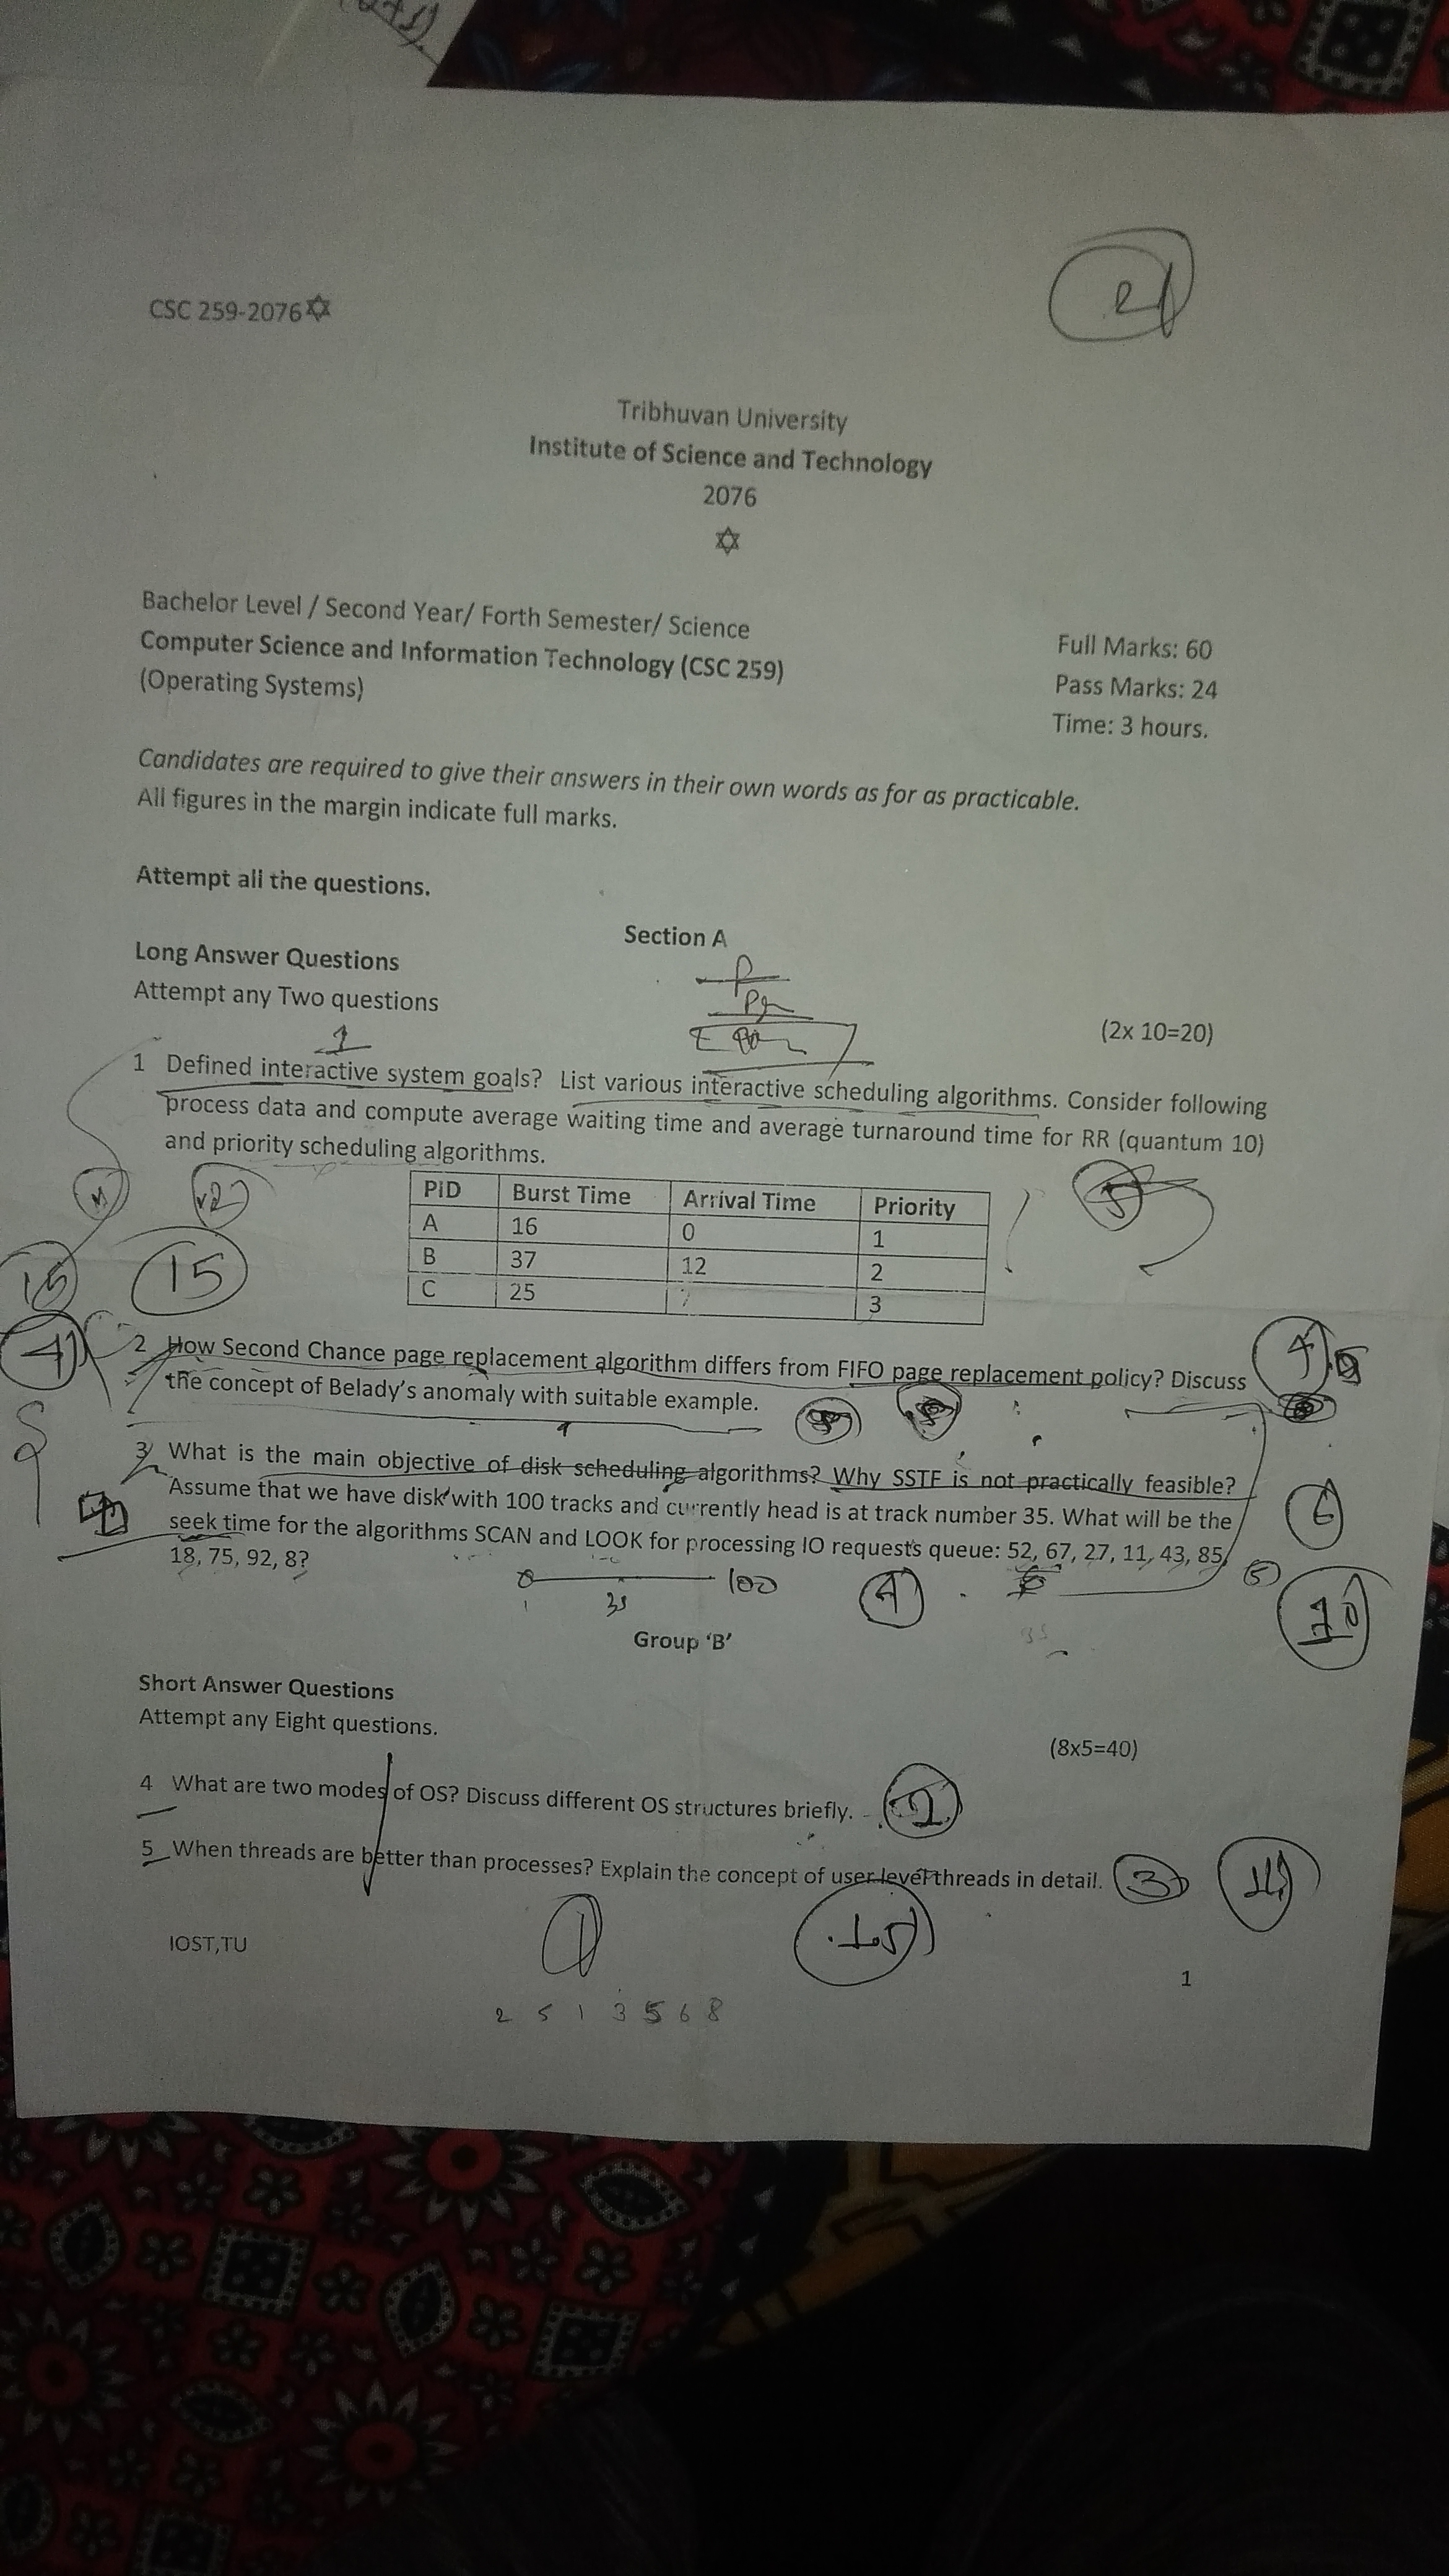 CSC 259-2076✡
21
Tribhuvan University
Institute of Science and Technology
2076
✡
Bachelor Level / Second Year/ Forth Semester/ Science
Computer Science and Information Technology (CSC 259)
(Operating Systems)
Full Marks: 60
Pass Marks: 24
Time: 3 hours.
Candidates are required to give their answers in their own words as for as practicable.
All figures in the margin indicate full marks.
Attempt all the questions.
Section A
Long Answer Questions
Attempt any Two questions
(2x 10=20)
1 Defined interactive system goals? List various interactive scheduling algorithms. Consider following
process data and compute average waiting time and average turnaround time for RR (quantum 10)
and priority scheduling algorithms.
PID Burst Time Arrival Time Priority
A 16 0 1
B 37 12 2
C 25 7 3
15
15
2 How Second Chance page replacement algorithm differs from FIFO page replacement policy? Discuss
the concept of Belady's anomaly with suitable example.
3 What is the main objective of disk scheduling algorithms? Why SSTF is not practically feasible?
Assume that we have disk with 100 tracks and currently head is at track number 35. What will be the
seek time for the algorithms SCAN and LOOK for processing IO requests queue: 52, 67, 27, 11, 43, 85,
18, 75, 92, 8?
0 100
35
6
5
10
Group 'B'
Short Answer Questions
Attempt any Eight questions.
(8x5=40)
4 What are two modes of OS? Discuss different OS structures briefly.
5 When threads are better than processes? Explain the concept of user level threads in detail.
3
1
1.5
IOST,TU
1
2 5 1 3 5 6 8